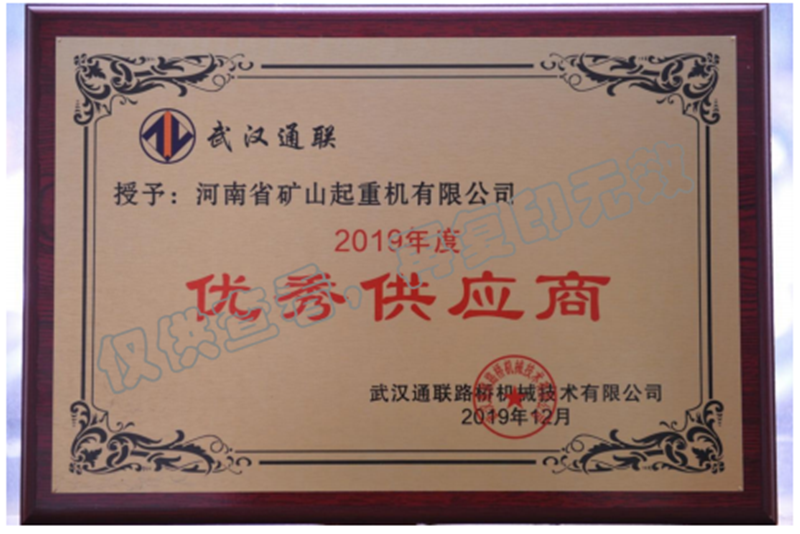 武汉通联
授予：河南省矿山起重机有限公司
2019年度
优秀供应商
武汉通联路桥机械技术有限公司
2019年12月
仅供查看，再复印无效